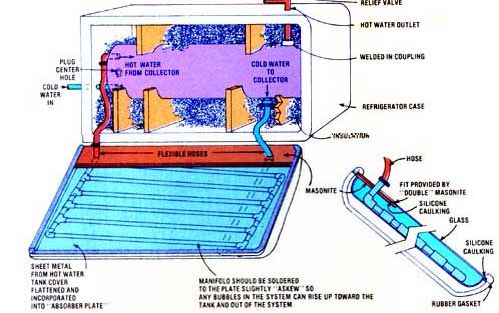 RELIEF VALVE
HOT WATER OUTLET
WELDED IN COUPLING
PLUG
CENTER
HOLE
COLD
WATER
IN
HOT WATER
FROM COLLECTOR
COLD WATER
TO
COLLECTOR
REFRIGERATOR CASE
INSULATION
FLEXIBLE HOSES
MASONITE
HOSE
FIT PROVIDED BY
"DOUBLE" MASONITE
SILICONE
CAULKING
GLASS
SILICONE
CAULKING
RUBBER GASKET
SHEET METAL
FROM HOT WATER
TANK COVER
FLATTENED AND
INCORPORATED
INTO "ABSORBER PLATE"
MANIFOLD SHOULD BE SOLDERED
TO THE PLATE SLIGHTLY "ASKEW" SO
ANY BUBBLES IN THE SYSTEM CAN RISE UP TOWARD THE
TANK AND OUT OF THE SYSTEM